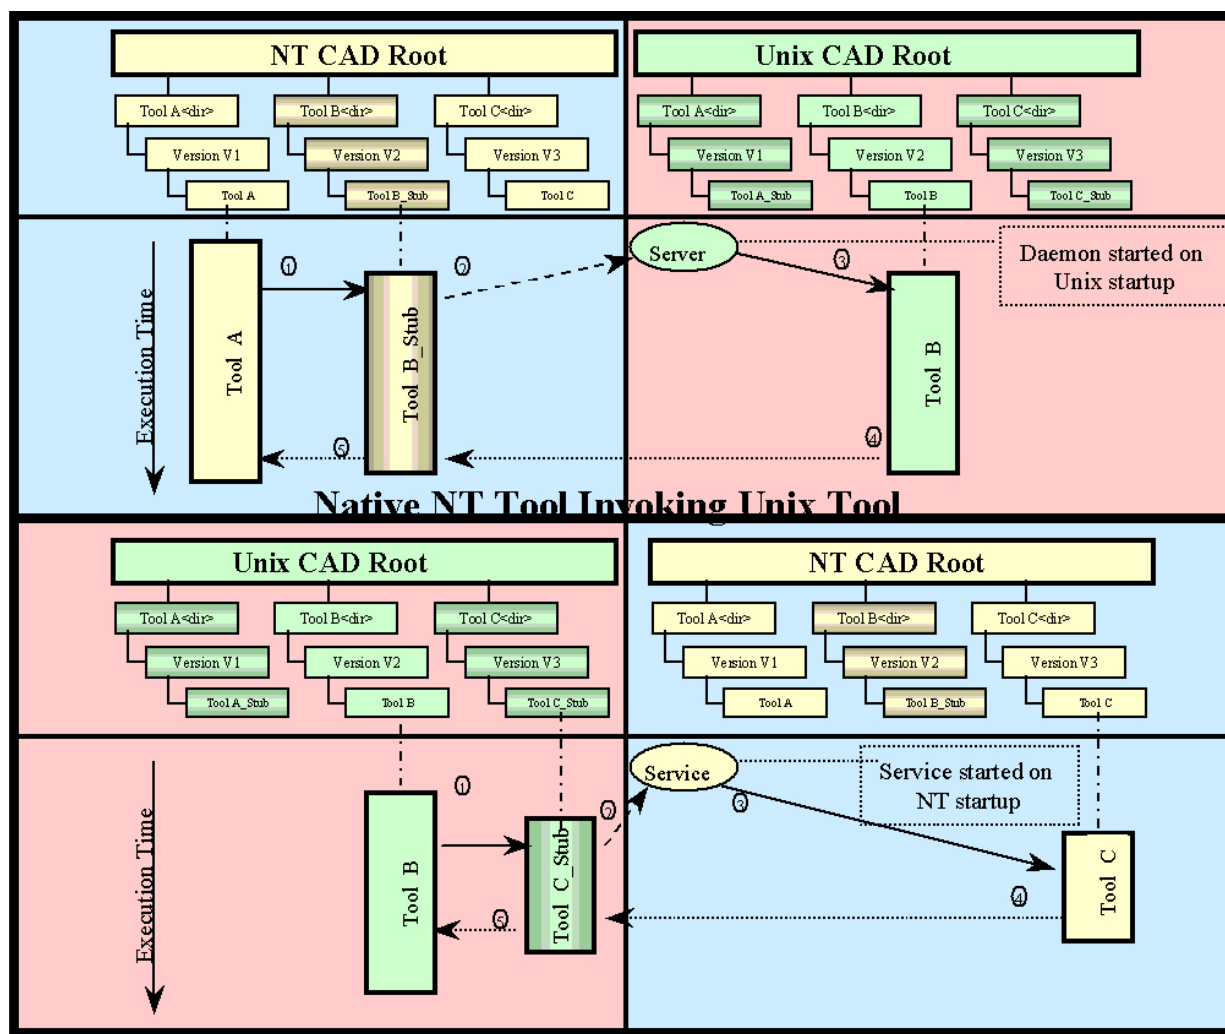 NT CAD Root
Unix CAD Root
Tool A<dir>
Tool B<dir>
Tool C<dir>
Tool A<dir>
Tool B<dir>
Tool C<dir>
Version V1
Version V2
Version V3
Version V1
Version V2
Version V3
Tool A
Tool B_Stub
Tool C
Tool A_Stub
Tool B
Tool C_Stub
Execution Time
Tool A
1
Tool B_Stub
2
Server
3
Tool B
Daemon started on
Unix startup
4
5
Native NT Tool Invoking Unix Tool
Unix CAD Root
NT CAD Root
Tool A<dir>
Tool B<dir>
Tool C<dir>
Tool A<dir>
Tool B<dir>
Tool C<dir>
Version V1
Version V2
Version V3
Version V1
Version V2
Version V3
Tool A_Stub
Tool B
Tool C_Stub
Tool A
Tool B_Stub
Tool C
Execution Time
Tool B
1
Tool C_Stub
2
Service
3
Service started on
NT startup
Tool C
4
5